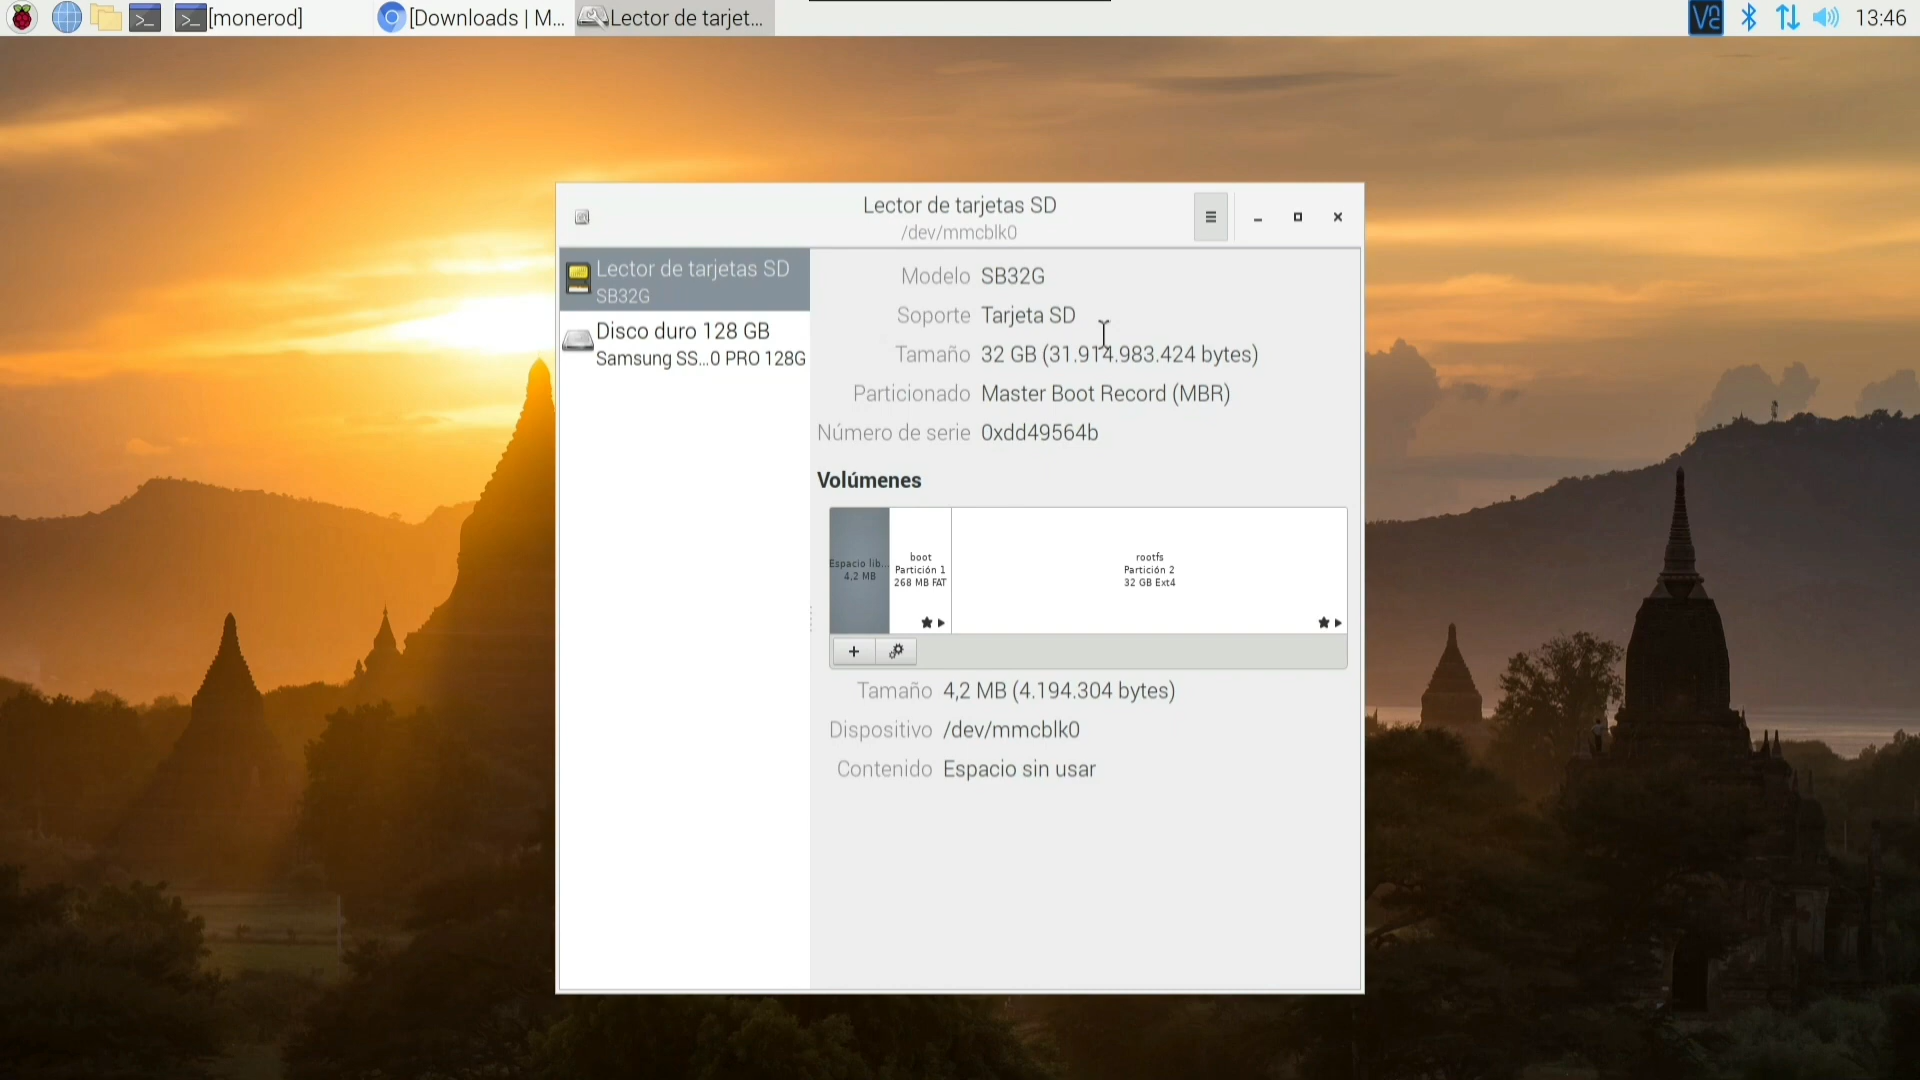 [monerod]
[Downloads | M...
Lector de tarjet...
13:46
Lector de tarjetas SD
/dev/mmcblk0
Lector de tarjetas SD
SB32G
Disco duro 128 GB
Samsung SS...0 PRO 128G
Modelo SB32G
Soporte Tarjeta SD
Tamaño 32 GB (31.914.983.424 bytes)
Particionado Master Boot Record (MBR)
Número de serie 0xdd49564b
Volúmenes
Espacio lib...
4,2 MB
boot
Partición 1
268 MB FAT
rootfs
Partición 2
32 GB Ext4
Tamaño 4,2 MB (4.194.304 bytes)
Dispositivo /dev/mmcblk0
Contenido Espacio sin usar